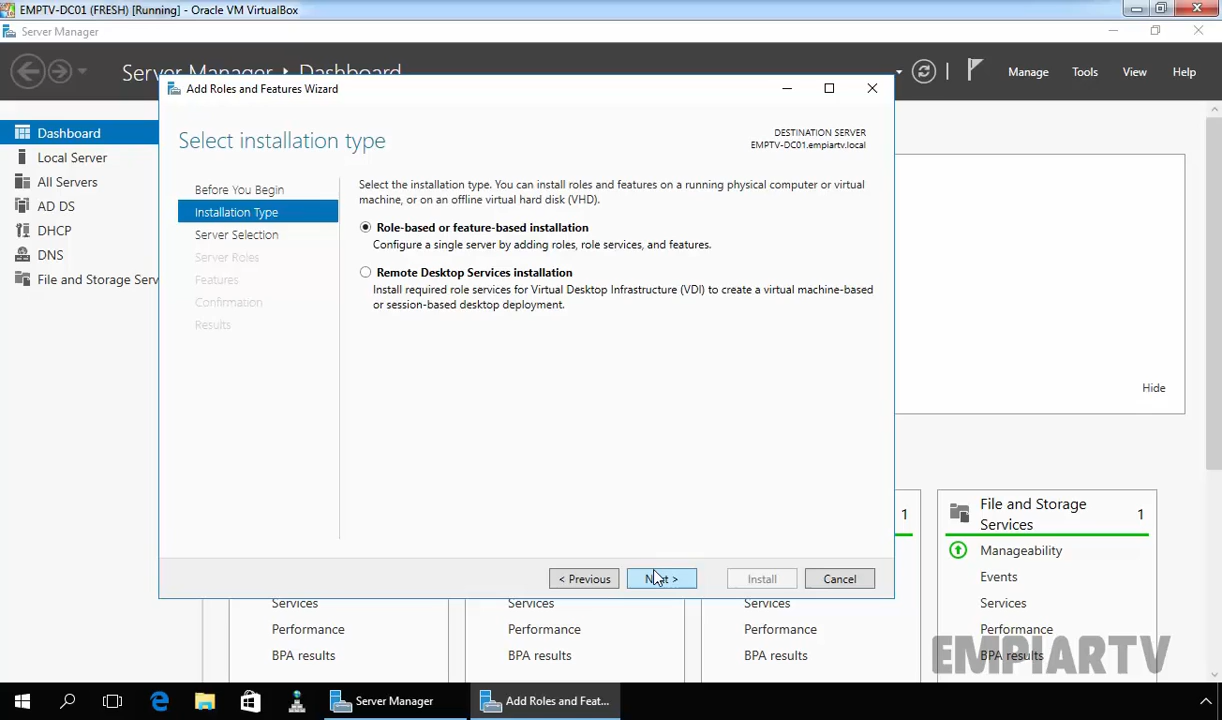 EMPTV-DC01 (FRESH) [Running] - Oracle VM VirtualBox
Server Manager
Server Manager Dashboard
Manage Tools View Help
Add Roles and Features Wizard
Select installation type
DESTINATION SERVER
EMPTV-DC01.empiartv.local
Dashboard
Local Server
All Servers
AD DS
DHCP
DNS
File and Storage Serv
Before You Begin
Installation Type
Server Selection
Server Roles
Features
Confirmation
Results
Select the installation type. You can install roles and features on a running physical computer or virtual
machine, or on an offline virtual hard disk (VHD).
Role-based or feature-based installation
Configure a single server by adding roles, role services, and features.
Remote Desktop Services installation
Install required role services for Virtual Desktop Infrastructure (VDI) to create a virtual machine-based
or session-based desktop deployment.
< Previous
Next >
Install
Cancel
Hide
1
File and Storage 1
Services
Manageability
Events
Services
Performance
BPA results
Services
Performance
BPA results
Services
Performance
BPA results
Services
Performance
BPA results
EMPIARTV
Server Manager
Add Roles and Feat...